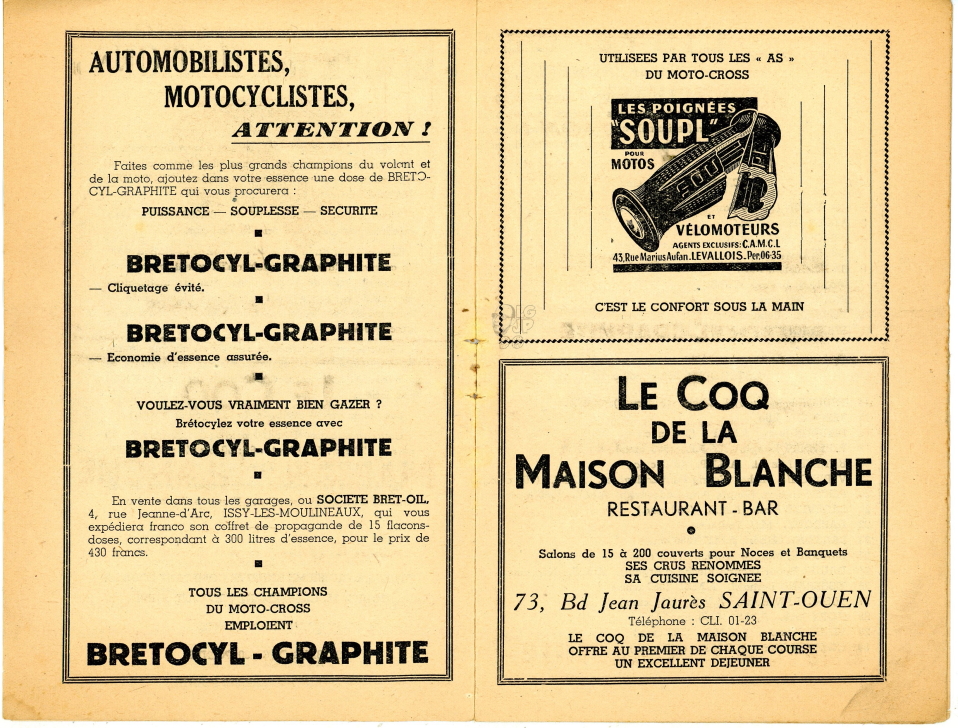 AUTOMOBILISTES,
MOTOCYCLISTES,
ATTENTION !
Faites comme les plus grands champions du volant et
de la moto, ajoutez dans votre essence une dose de BRETO-
CYL-GRAPHITE qui vous procurera :
PUISSANCE — SOUPLESSE — SECURITE
BRETOCYL-GRAPHITE
— Cliquetage évité.
BRETOCYL-GRAPHITE
— Economie d'essence assurée.
VOULEZ-VOUS VRAIMENT BIEN GAZER ?
Brétocylez votre essence avec
BRETOCYL-GRAPHITE
En vente dans tous les garages, ou SOCIETE BRET-OIL,
4, rue Jeanne-d'Arc, ISSY-LES-MOULINEAUX, qui vous
expédiera franco son coffret de propagande de 15 flacons-
doses, correspondant à 300 litres d'essence, pour le prix de
430 francs.
TOUS LES CHAMPIONS
DU MOTO-CROSS
EMPLOIENT
BRETOCYL - GRAPHITE
UTILISEES PAR TOUS LES « AS »
DU MOTO-CROSS
LES POIGNÉES
"SOUPL"
POUR
MOTOS
SOUPL
ET
VÉLOMOTEURS
AGENTS EXCLUSIFS: C.A.M.C.L
43, Rue Marius Aufan. LEVALLOIS - Per. 06-35
C'EST LE CONFORT SOUS LA MAIN
LE COQ
DE LA
MAISON BLANCHE
RESTAURANT - BAR
Salons de 15 à 200 couverts pour Noces et Banquets
SES CRUS RENOMMES
SA CUISINE SOIGNEE
73, Bd Jean Jaurès SAINT-OUEN
Téléphone : CLI. 01-23
LE COQ DE LA MAISON BLANCHE
OFFRE AU PREMIER DE CHAQUE COURSE
UN EXCELLENT DEJEUNER